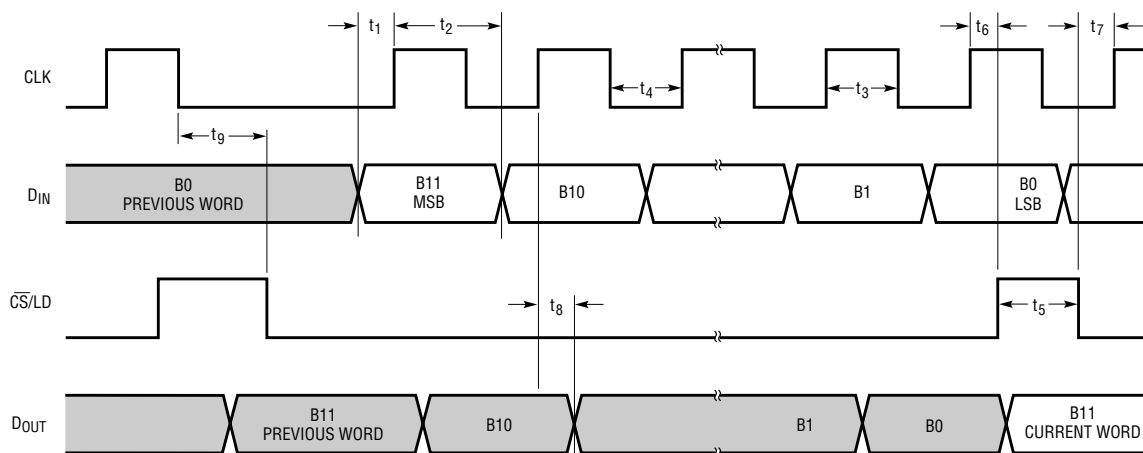 t1 t2 t6 t7
CLK
t4 t3
t9
DIN
B0
PREVIOUS WORD
B11
MSB
B10
B1
B0
LSB
CS/LD
t8
t5
DOUT
B11
PREVIOUS WORD
B10
B1
B0
B11
CURRENT WORD